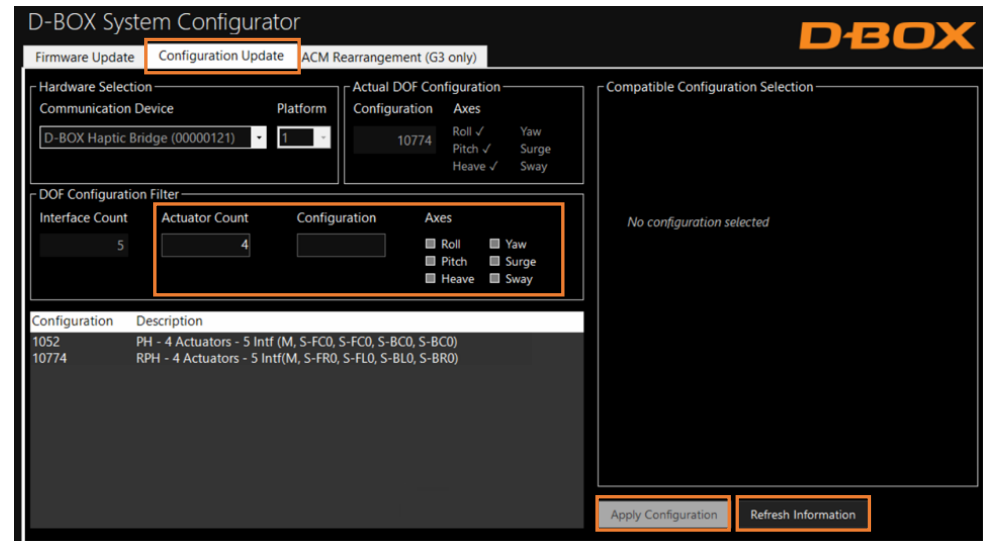 D-BOX System Configurator
D-BOX
Firmware Update
Configuration Update
ACM Rearrangement (G3 only)
Hardware Selection
Communication Device Platform
D-BOX Haptic Bridge (00000121) 1
Actual DOF Configuration
Configuration Axes
10774
Roll ✓ Yaw
Pitch ✓ Surge
Heave ✓ Sway
DOF Configuration Filter
Interface Count Actuator Count Configuration Axes
5 4
Roll Yaw
Pitch Surge
Heave Sway
Configuration Description
1052 PH - 4 Actuators - 5 Intf (M, S-FC0, S-FC0, S-BC0, S-BC0)
10774 RPH - 4 Actuators - 5 Intf(M, S-FR0, S-FL0, S-BL0, S-BR0)
Compatible Configuration Selection
No configuration selected
Apply Configuration
Refresh Information